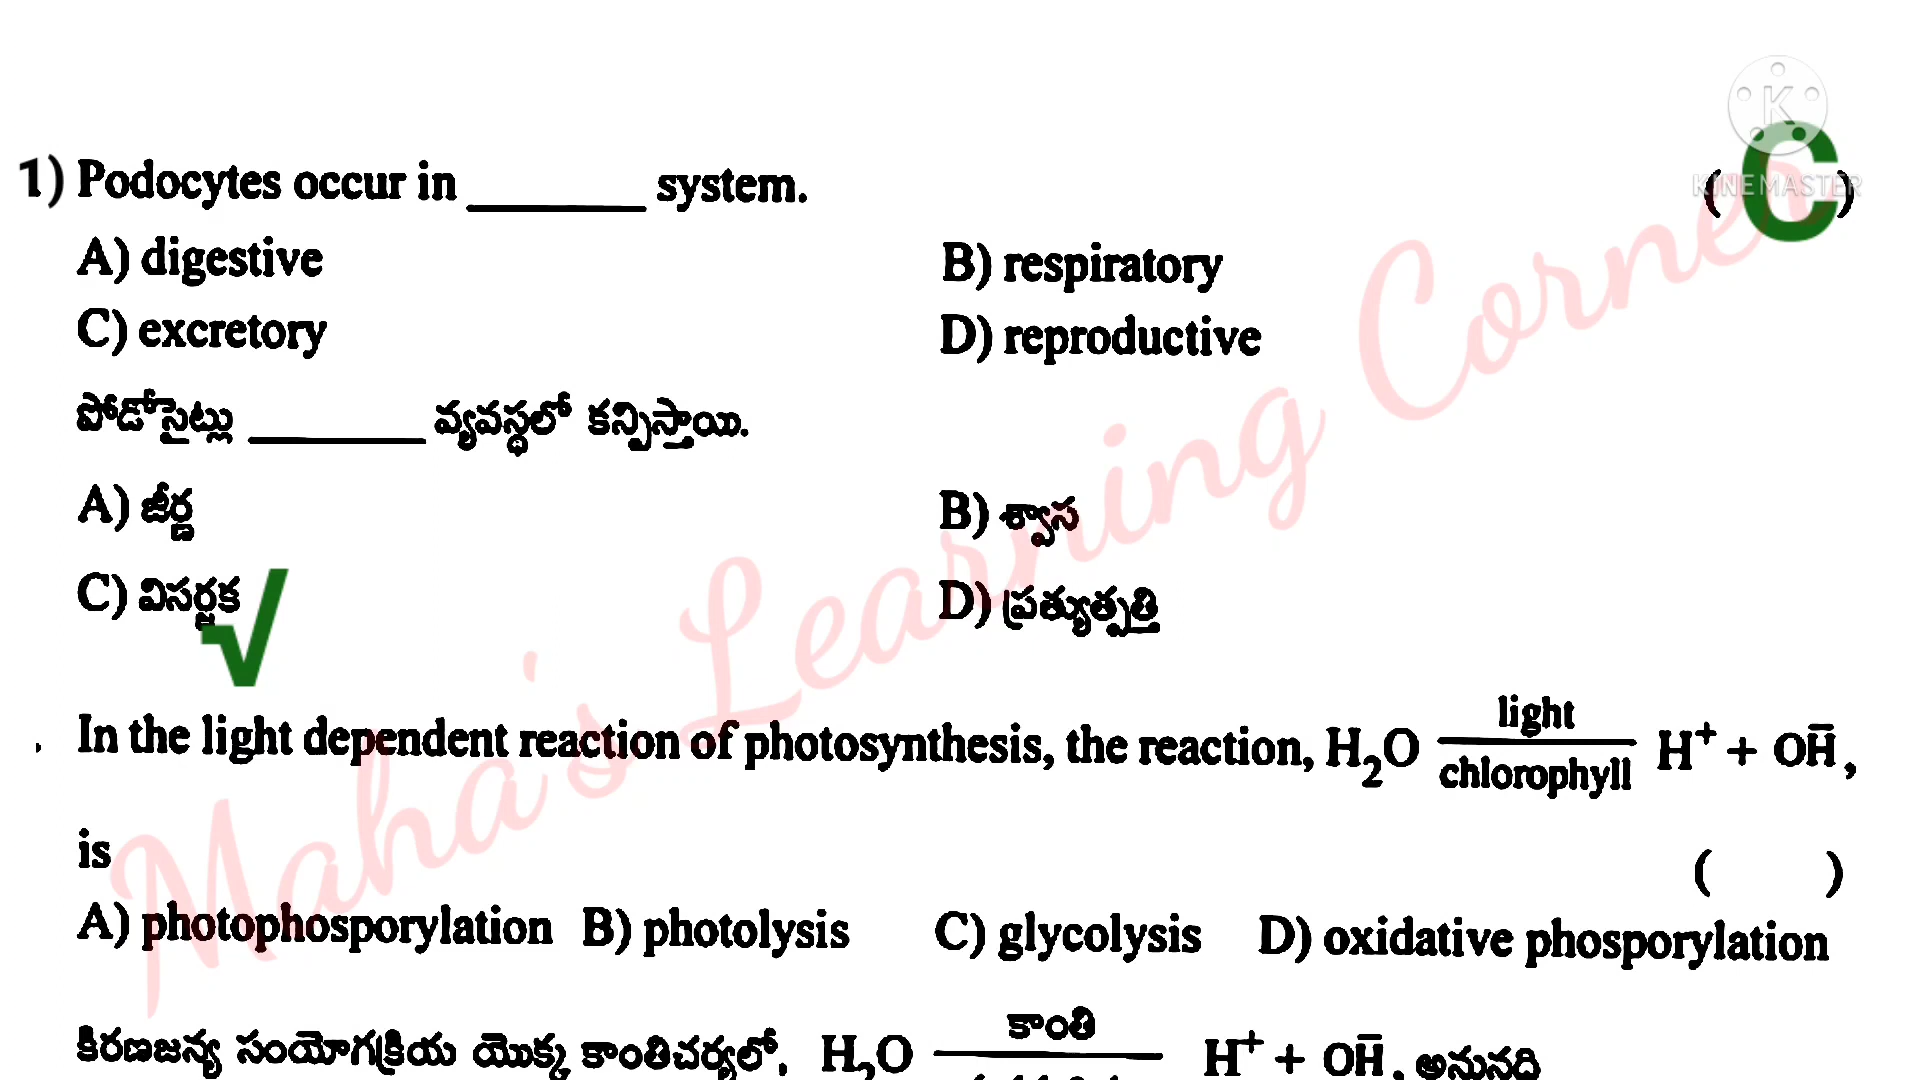 1) Podocytes occur in ________ system. ( C )
A) digestive B) respiratory
C) excretory D) reproductive
పోడోసైట్లు ________ వ్యవస్థలో కన్పిస్తాయి.
A) జీర్ణ B) శ్వాస
C) విసర్జక √ D) ప్రత్యుత్పత్తి
. In the light dependent reaction of photosynthesis, the reaction, H₂O light/chlorophyll H⁺ + OH̅,
is ( )
A) photophosporylation B) photolysis C) glycolysis D) oxidative phosporylation
కిరణజన్య సంయోగక్రియ యొక్క కాంతిచర్యలో, H₂O కాంతి H⁺ + OH̅, అనునది
KINEMASTER
Maha's Learning Corner